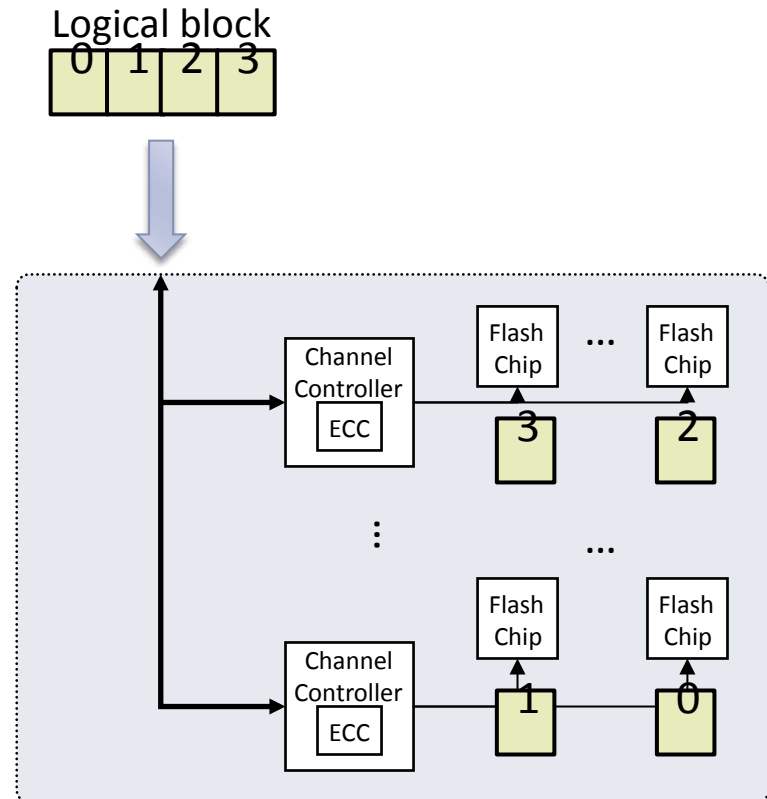 Logical block
0 1 2 3
Flash Chip
...
Flash Chip
Channel Controller
ECC
3
2
...
...
Flash Chip
Flash Chip
Channel Controller
ECC
1
0